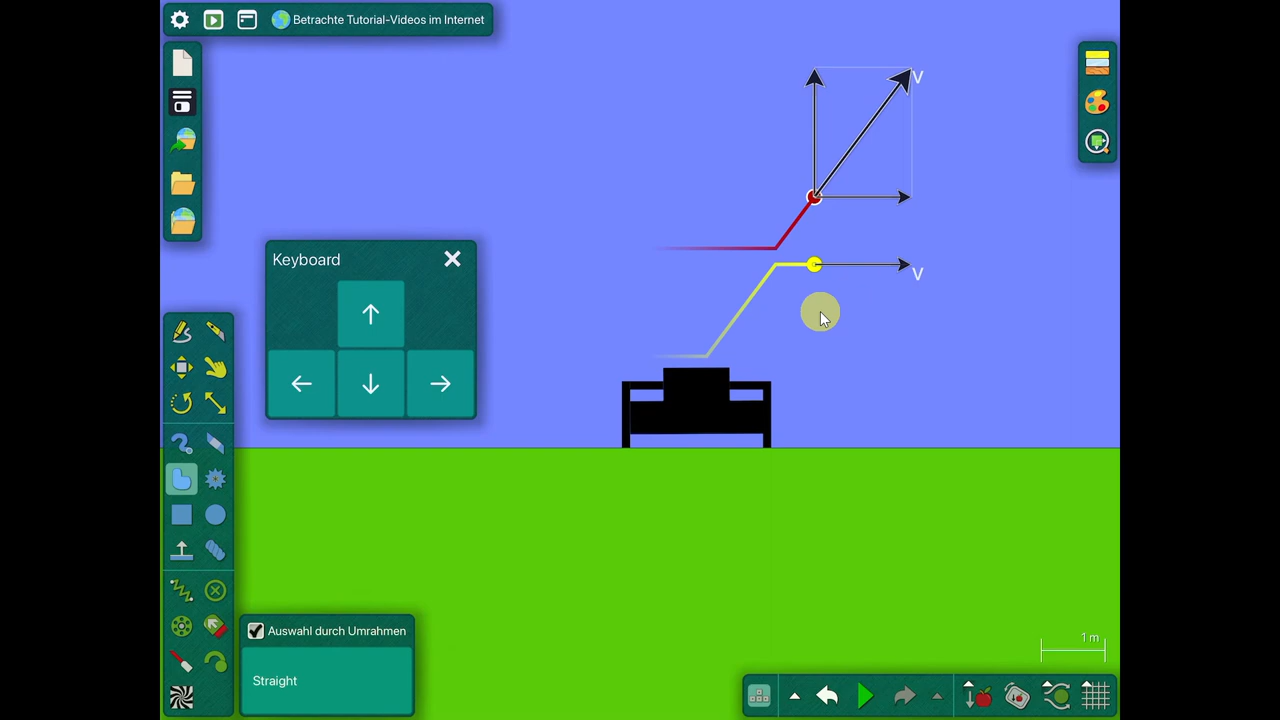 Betrachte Tutorial-Videos im Internet
V
V
Keyboard
Auswahl durch Umrahmen
Straight
1 m